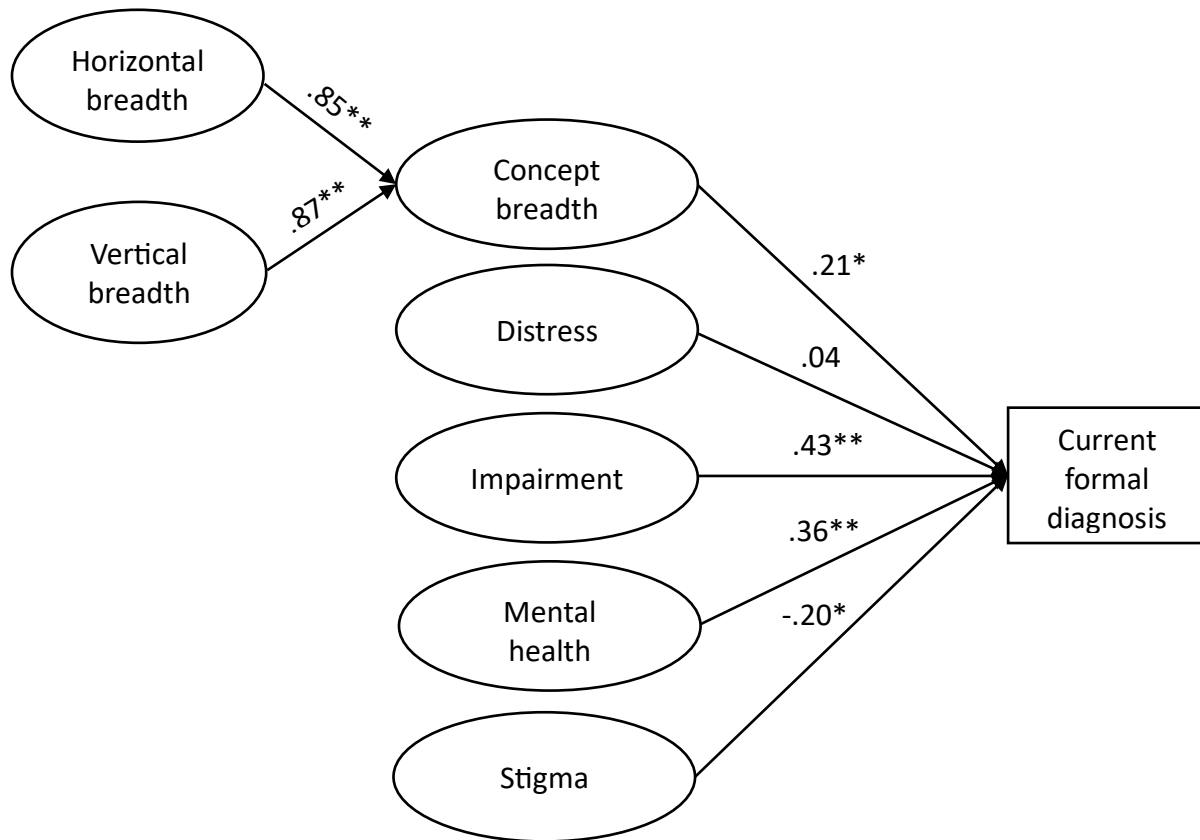 Horizontal
breadth
.85**
Vertical
breadth
.87**
Concept
breadth
.21*
Distress
.04
Impairment
.43**
Mental
health
.36**
Stigma
-.20*
Current
formal
diagnosis